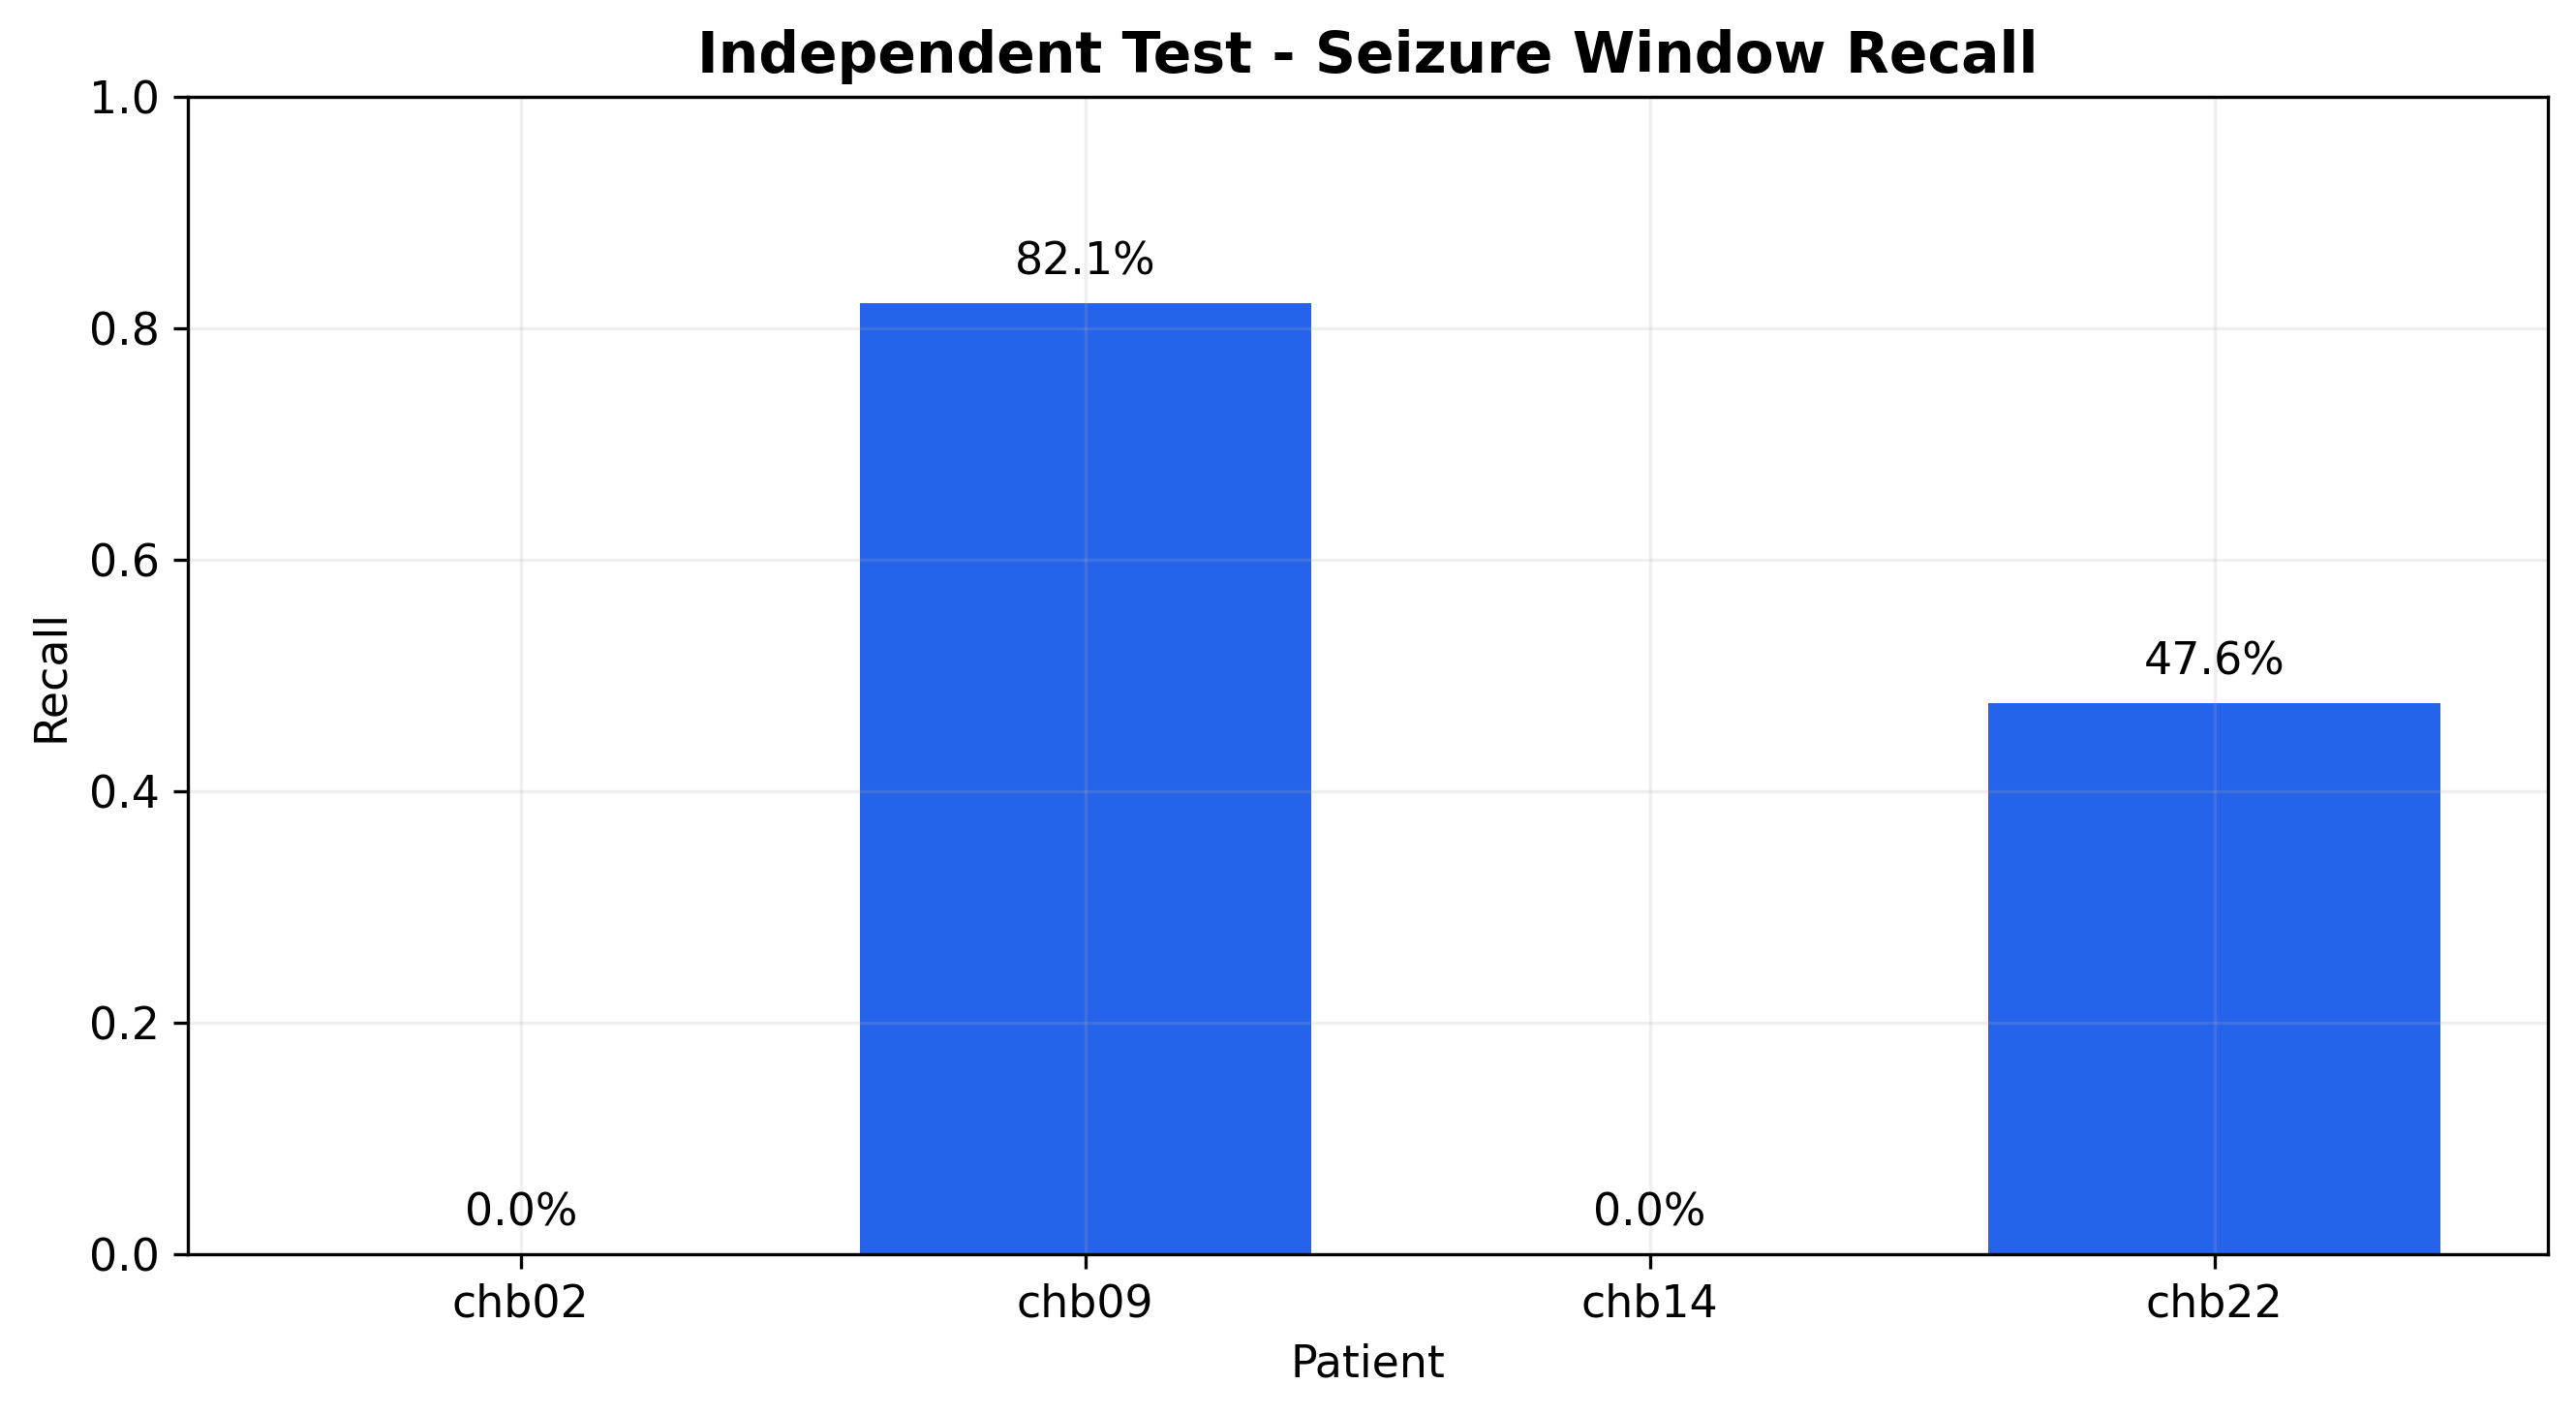 Independent Test - Seizure Window Recall
1.0
0.8
0.6
0.4
0.2
0.0
Recall
0.0%
82.1%
0.0%
47.6%
chb02
chb09
chb14
chb22
Patient